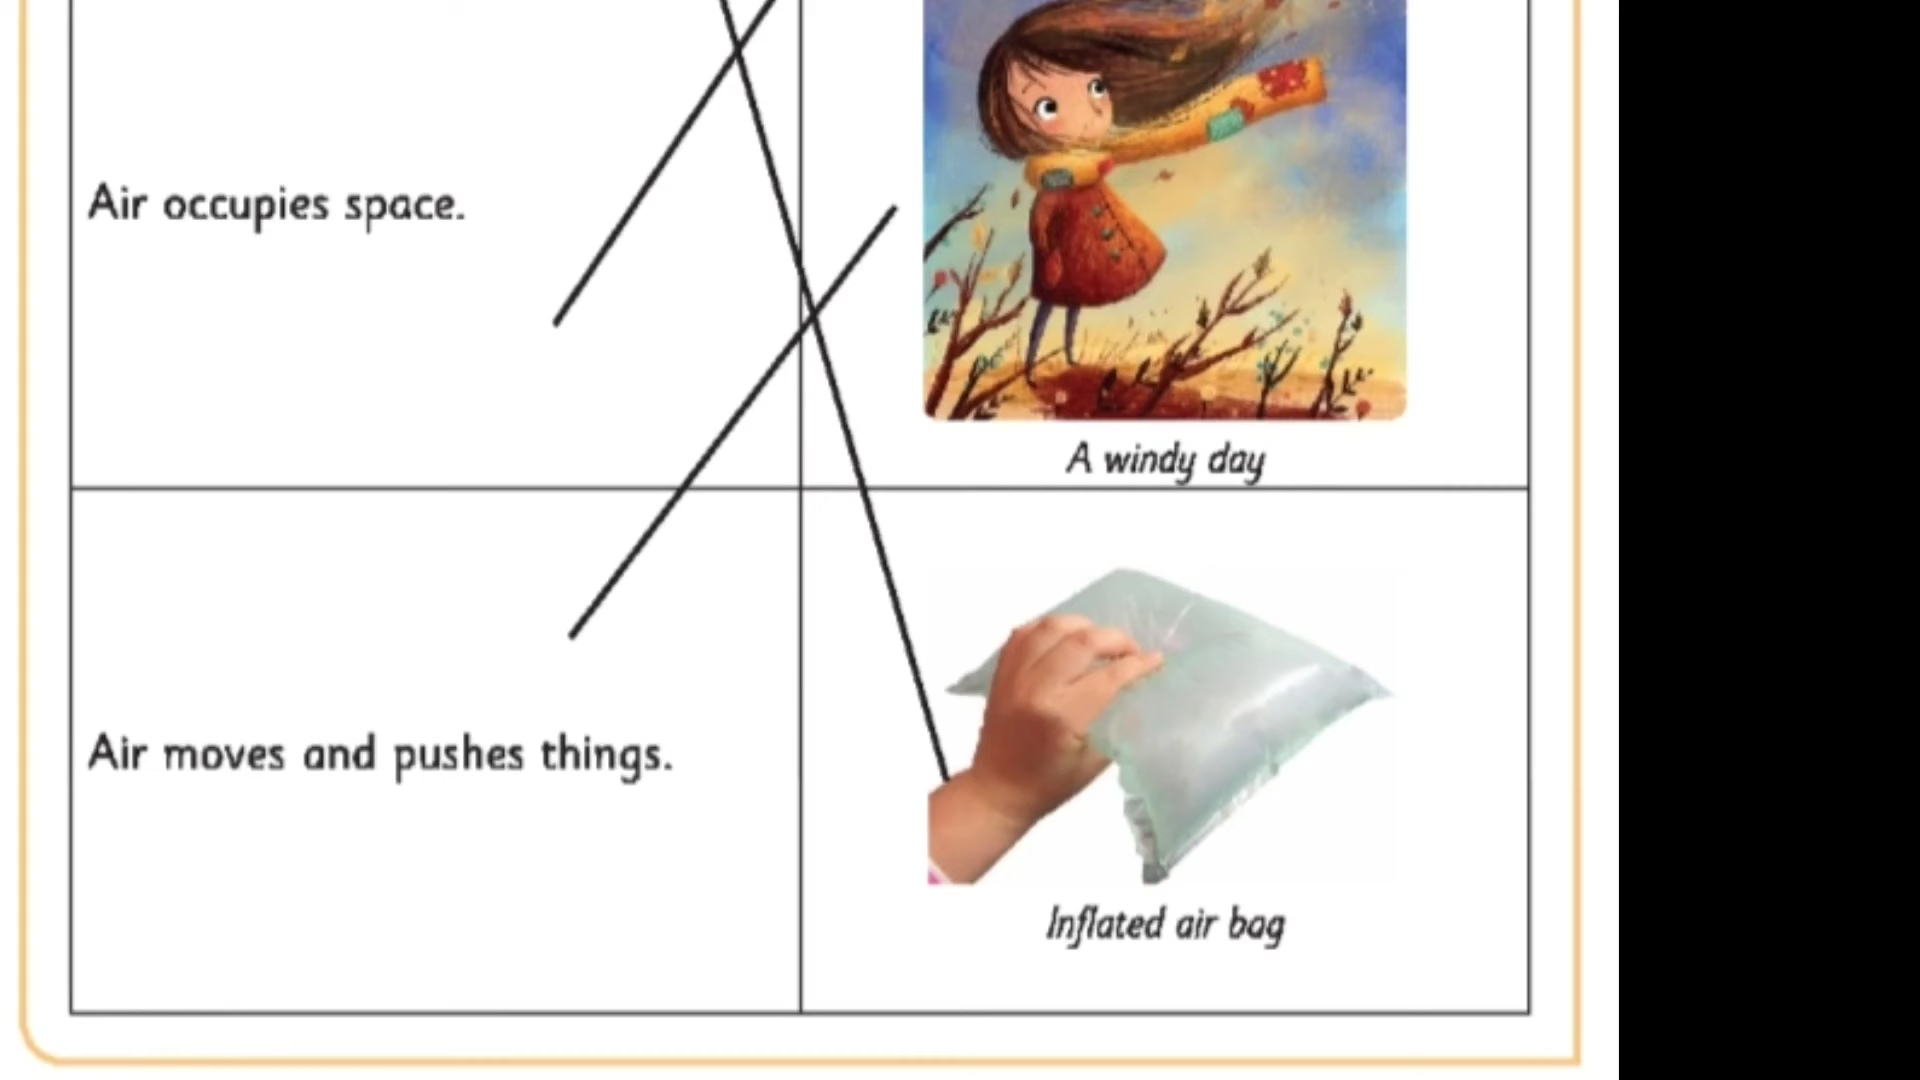 Air occupies space.
A windy day
Air moves and pushes things.
Inflated air bag